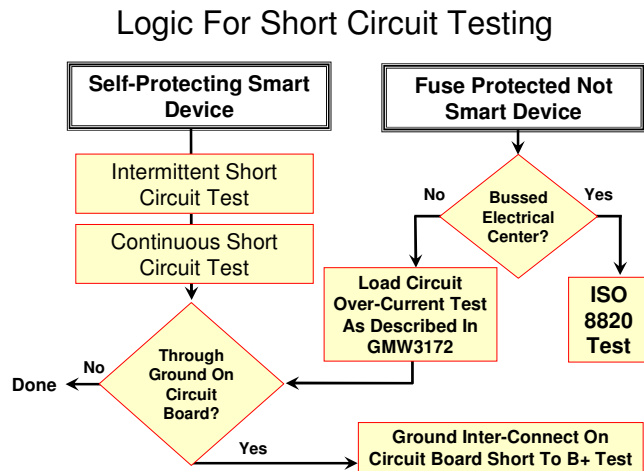 Logic For Short Circuit Testing
Self-Protecting Smart
Device
Fuse Protected Not
Smart Device
Intermittent Short
Circuit Test
Continuous Short
Circuit Test
No
Bussed
Electrical
Center?
Yes
Load Circuit
Over-Current Test
As Described In
GMW3172
ISO
8820
Test
Through
Ground On
Circuit
Board?
No
Done
Yes
Ground Inter-Connect On
Circuit Board Short To B+ Test